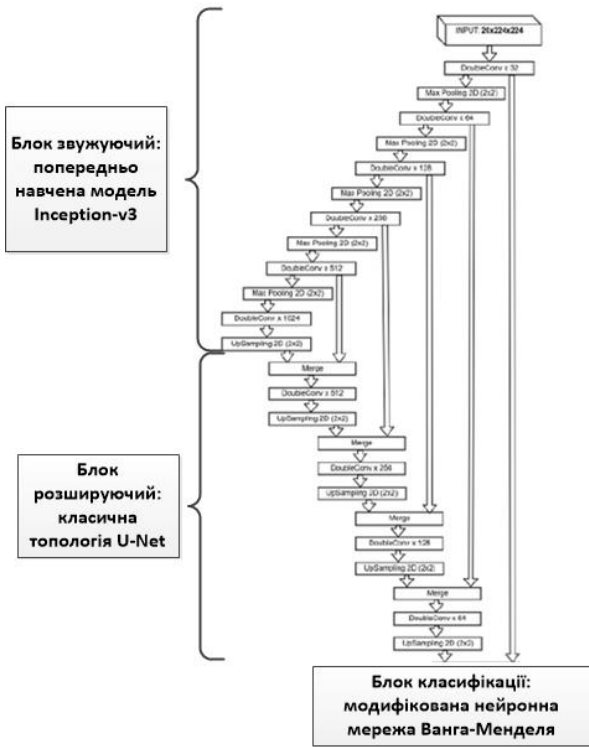 INPUT: 20x224x224
DoubleConv x 32
Max Pooling 2D (2x2)
DoubleConv x 64
Max Pooling 2D (2x2)
DoubleConv x 128
Max Pooling 2D (2x2)
DoubleConv x 256
Max Pooling 2D (2x2)
DoubleConv x 512
Max Pooling 2D (2x2)
DoubleConv x 1024
UpSampling 2D (2x2)
Блок звужуючий:
попередньо
навчена модель
Inception-v3
Merge
DoubleConv x 512
UpSampling 2D (2x2)
Merge
DoubleConv x 256
UpSampling 2D (2x2)
Merge
DoubleConv x 128
UpSampling 2D (2x2)
Merge
DoubleConv x 64
UpSampling 2D (2x2)
Блок
розшируючий:
класична
топологія U-Net
Блок класифікації:
модифікована нейронна
мережа Ванга-Менделя